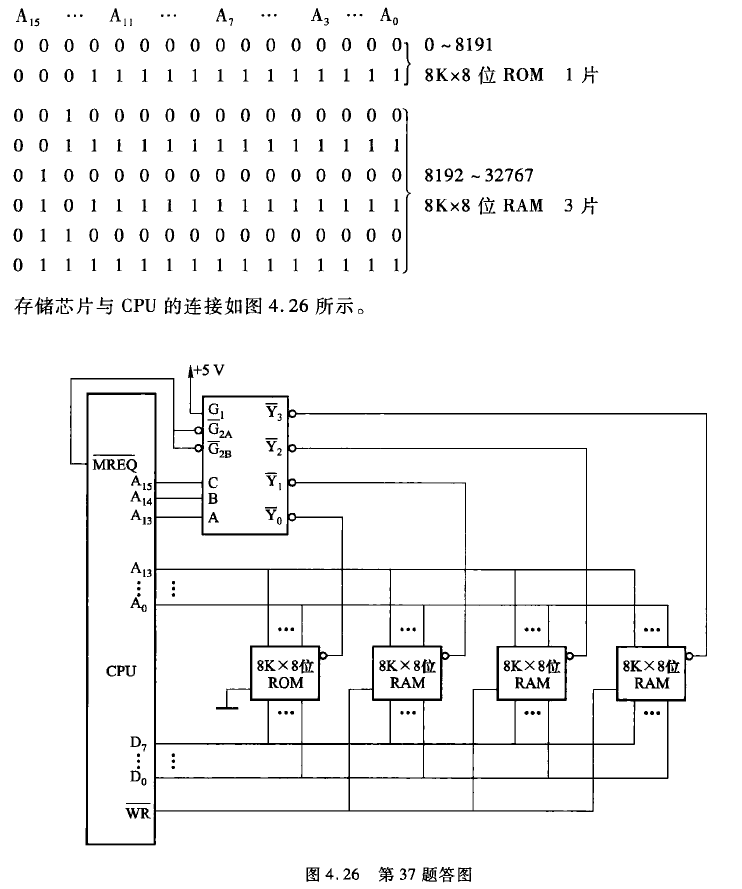 A₁₅ ··· A₁₁ ··· A₇ ··· A₃ ··· A₀
0 0 0 0 0 0 0 0 0 0 0 0 0 0 0 0 0~8191
0 0 0 1 1 1 1 1 1 1 1 1 1 1 1 1 8K×8 位 ROM 1 片
0 0 1 0 0 0 0 0 0 0 0 0 0 0 0 0
0 0 1 1 1 1 1 1 1 1 1 1 1 1 1 1
0 1 0 0 0 0 0 0 0 0 0 0 0 0 0 0 8192~32767
0 1 0 1 1 1 1 1 1 1 1 1 1 1 1 1 8K×8 位 RAM 3 片
0 1 1 0 0 0 0 0 0 0 0 0 0 0 0 0
0 1 1 1 1 1 1 1 1 1 1 1 1 1 1 1
存储芯片与 CPU 的连接如图 4.26 所示。
+5 V
G₁ Y̅₃
G̅₂A
G̅₂B Y̅₂
M̅R̅E̅Q̅
A₁₅ C Y̅₁
A₁₄ B
A₁₃ A Y̅₀
A₁₃
⋮ ⋮ ⋮
A₀
··· ··· ··· ···
CPU
8K×8位 8K×8位 8K×8位 8K×8位
ROM RAM RAM RAM
··· ··· ··· ···
D₇
⋮ ⋮ ⋮
D₀
W̅R̅
图 4.26 第 37 题答图